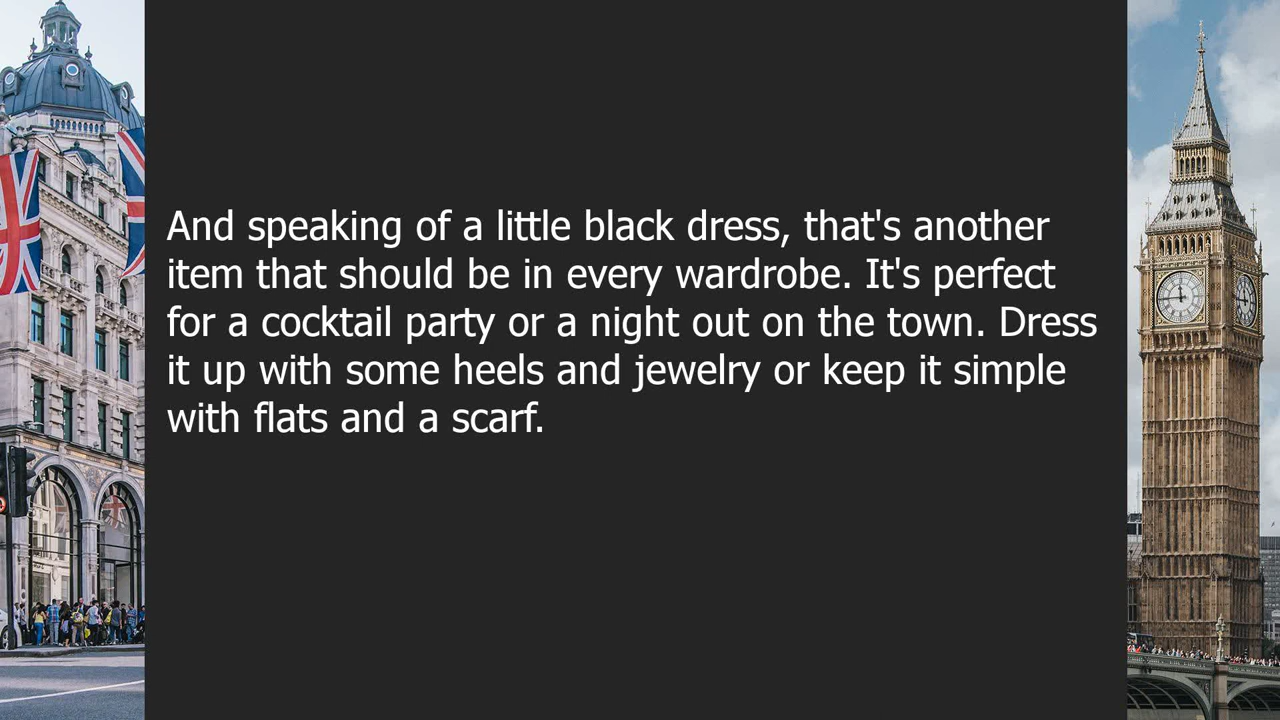 And speaking of a little black dress, that's another
item that should be in every wardrobe. It's perfect
for a cocktail party or a night out on the town. Dress
it up with some heels and jewelry or keep it simple
with flats and a scarf.